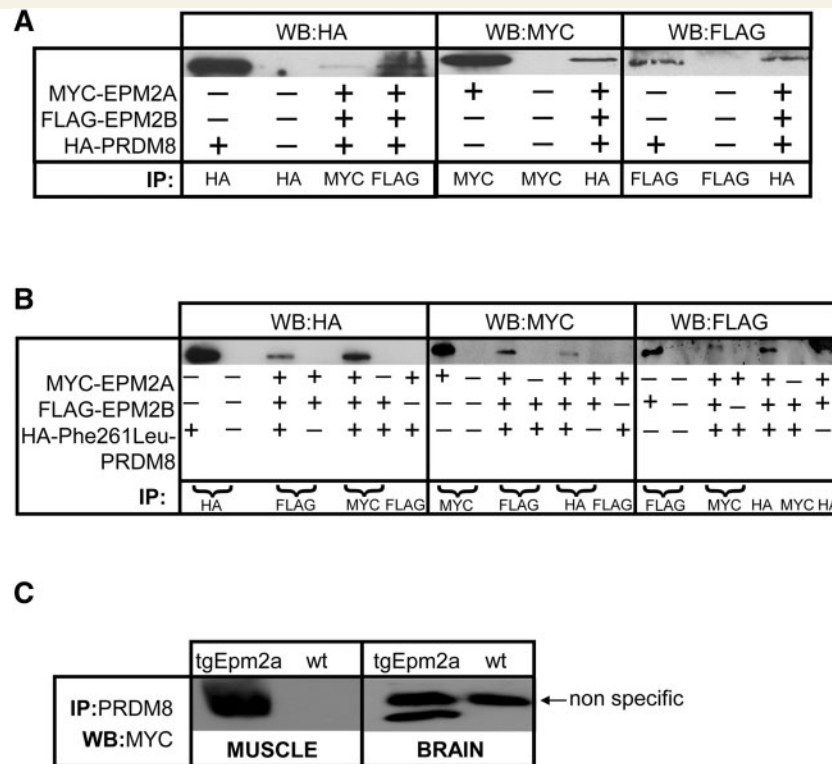 A
WB:HA WB:MYC WB:FLAG
MYC-EPM2A − − + + + − + − − +
FLAG-EPM2B − − + + − − + − − +
HA-PRDM8 + − + + − − + + − +
IP: HA HA MYC FLAG MYC MYC HA FLAG FLAG HA
B
WB:HA WB:MYC WB:FLAG
MYC-EPM2A − − + + + − + + − + − + + + − − + + + − +
FLAG-EPM2B − − + + + + − − − + + + + − + − + − + + +
HA-Phe261Leu- + − + − + + + − − + + + − + − − + + + + −
PRDM8
IP: HA FLAG MYC FLAG MYC FLAG HA FLAG FLAG MYC HA MYC HA
C
tgEpm2a wt tgEpm2a wt
IP:PRDM8
WB:MYC
←non specific
MUSCLE BRAIN